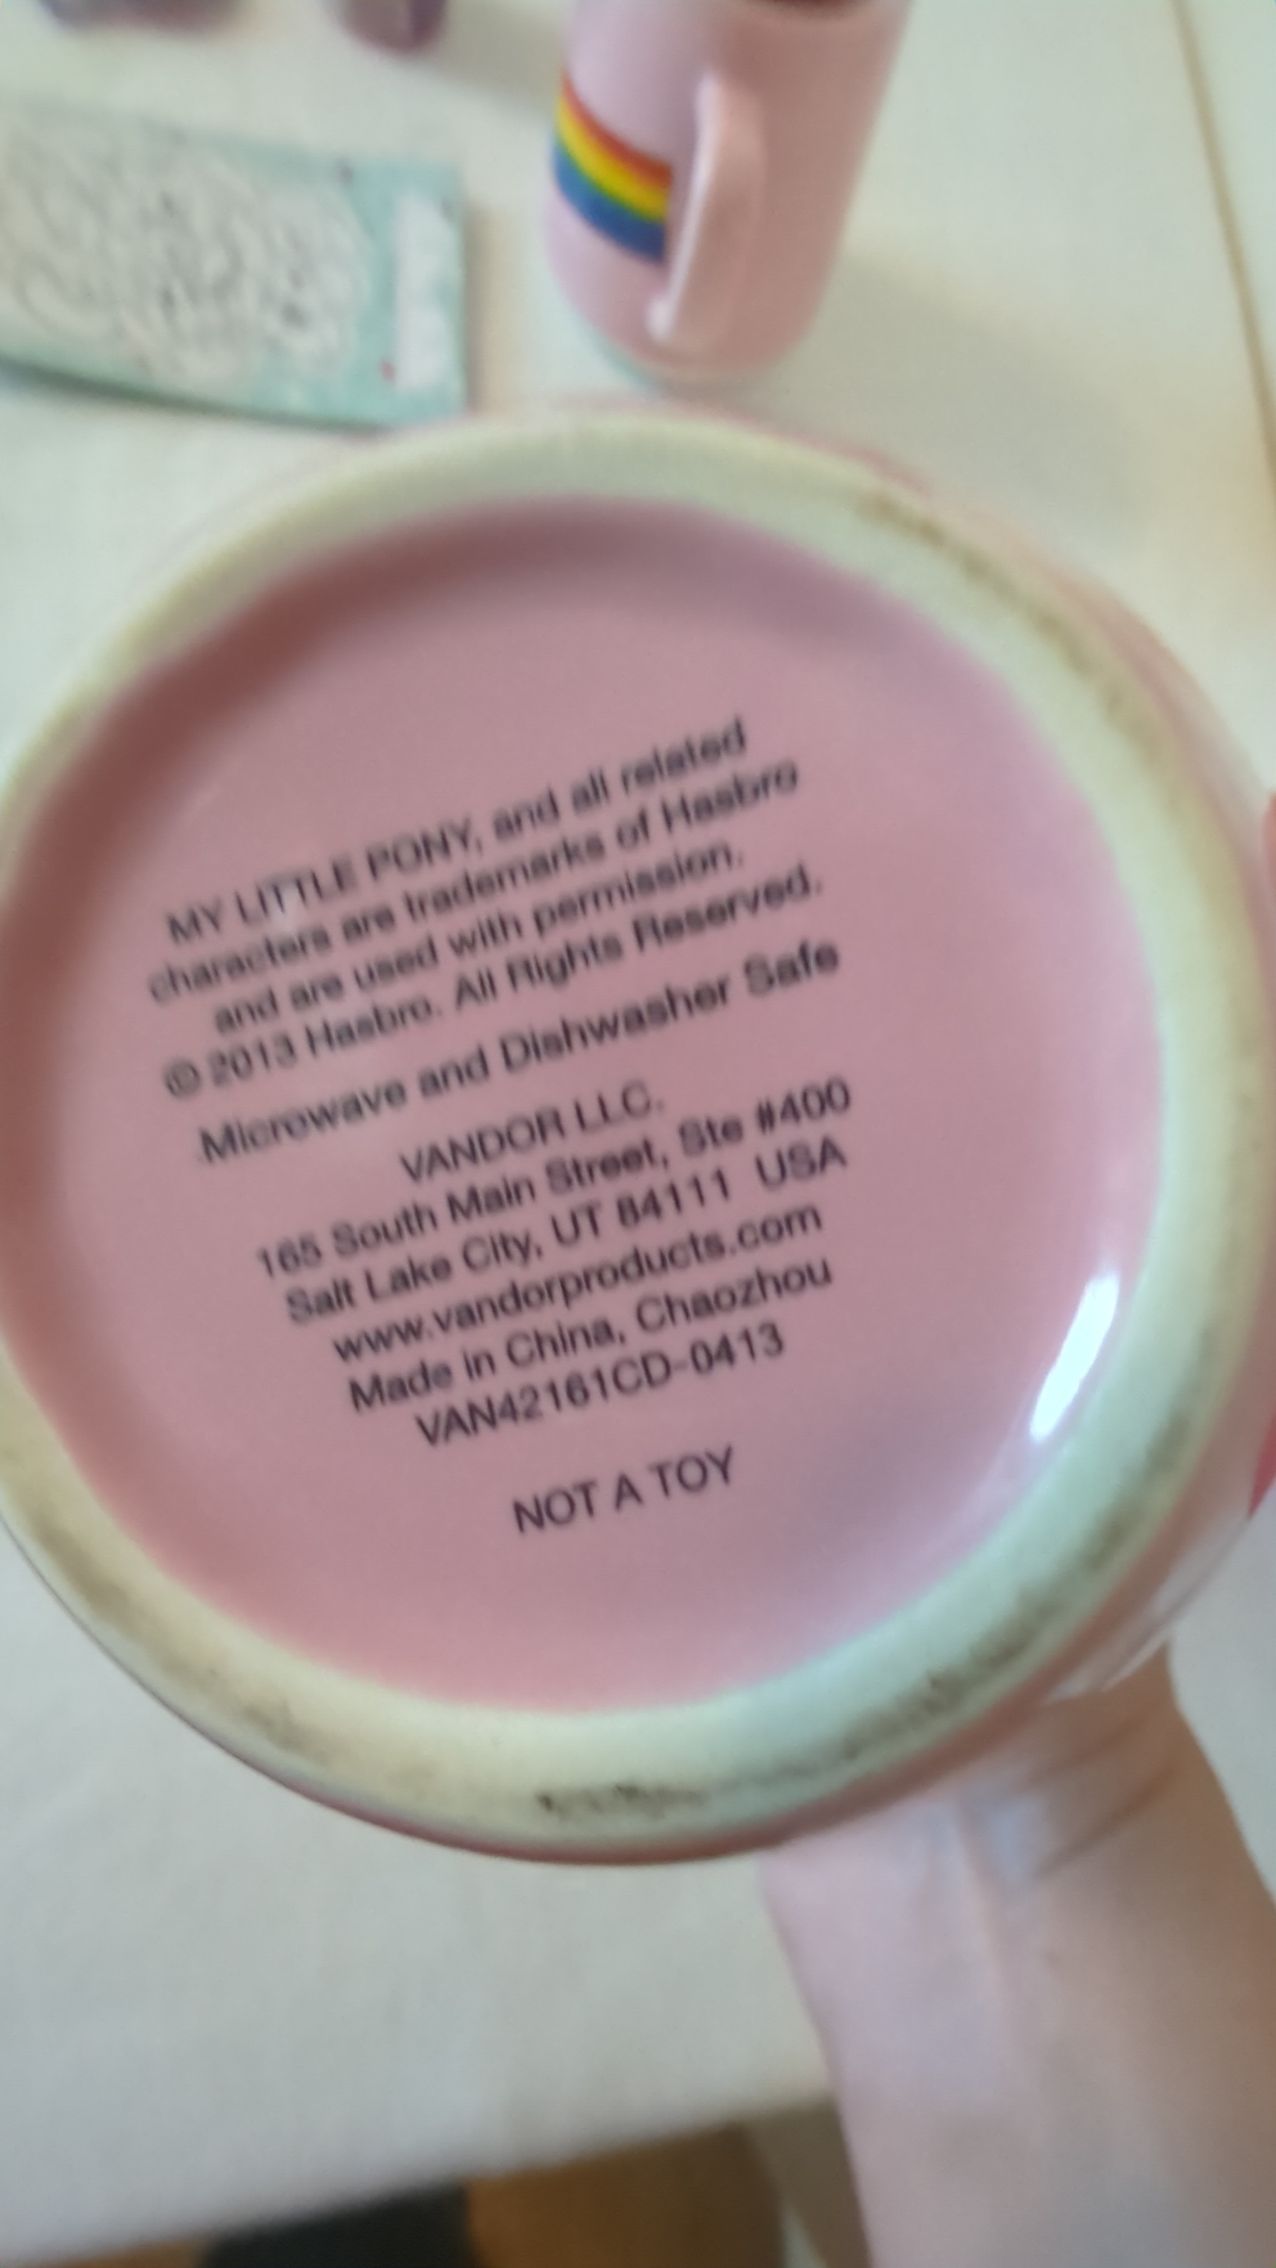 MY LITTLE PONY, and all related
characters are trademarks of Hasbro
and are used with permission.
© 2013 Hasbro. All Rights Reserved.
Microwave and Dishwasher Safe
VANDOR LLC.
165 South Main Street, Ste #400
Salt Lake City, UT 84111 USA
www.vandorproducts.com
Made in China, Chaozhou
VAN42161CD-0413
NOT A TOY